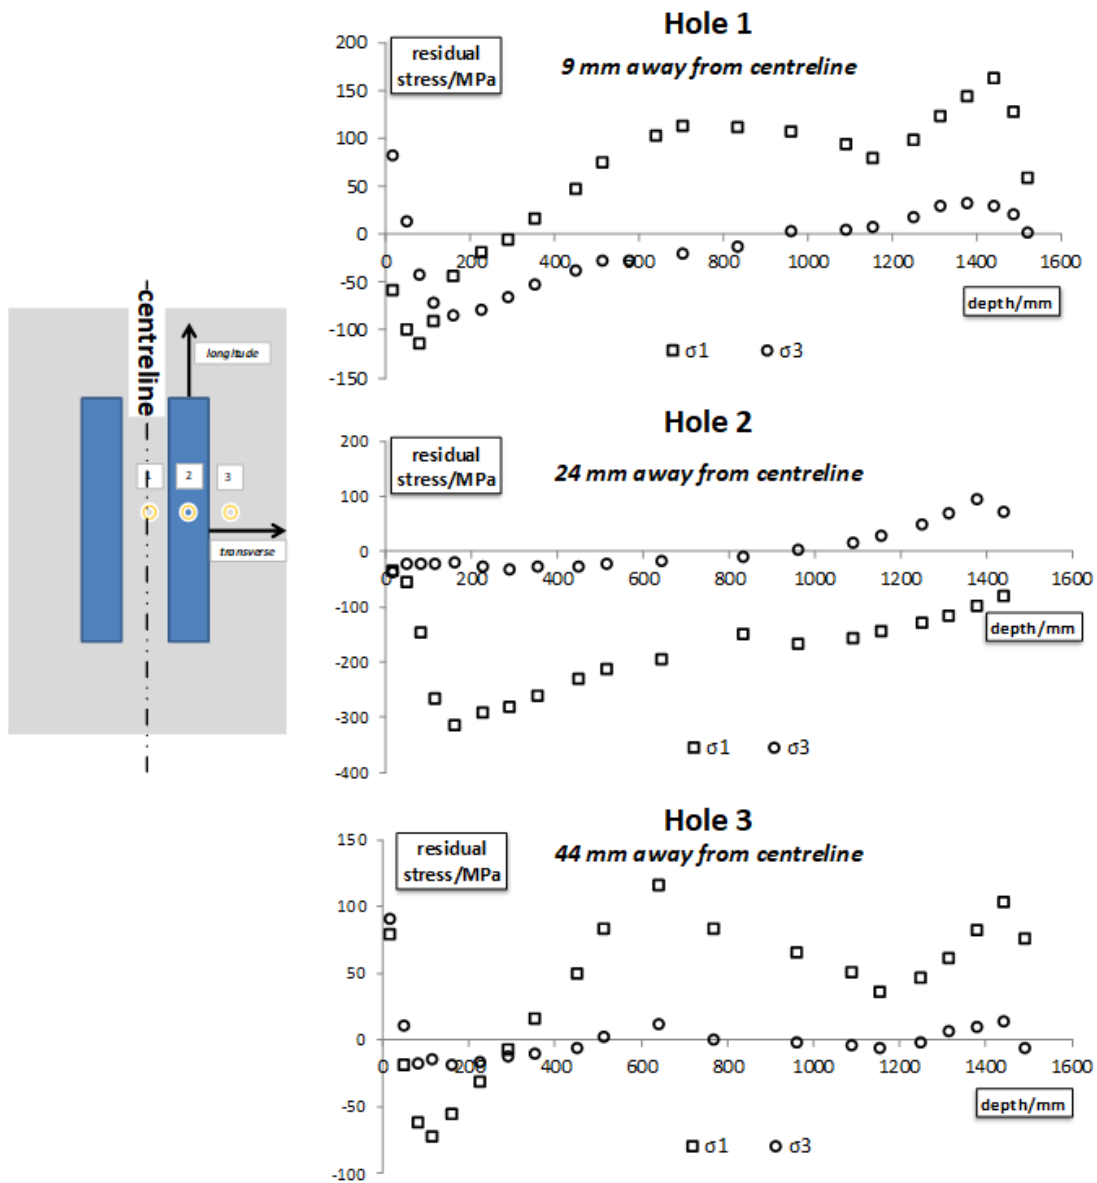 Hole 1
9 mm away from centreline
residual
stress/MPa
200
150
100
50
0
-50
-100
-150
0
200
400
600
800
1000
1200
1400
1600
depth/mm
σ1
σ3
centreline
longitude
1
2
3
transverse
Hole 2
24 mm away from centreline
residual
stress/MPa
200
100
0
-100
-200
-300
-400
0
200
400
600
800
1000
1200
1400
1600
depth/mm
σ1
σ3
Hole 3
44 mm away from centreline
residual
stress/MPa
150
100
50
0
-50
-100
0
200
400
600
800
1000
1200
1400
1600
depth/mm
σ1
σ3